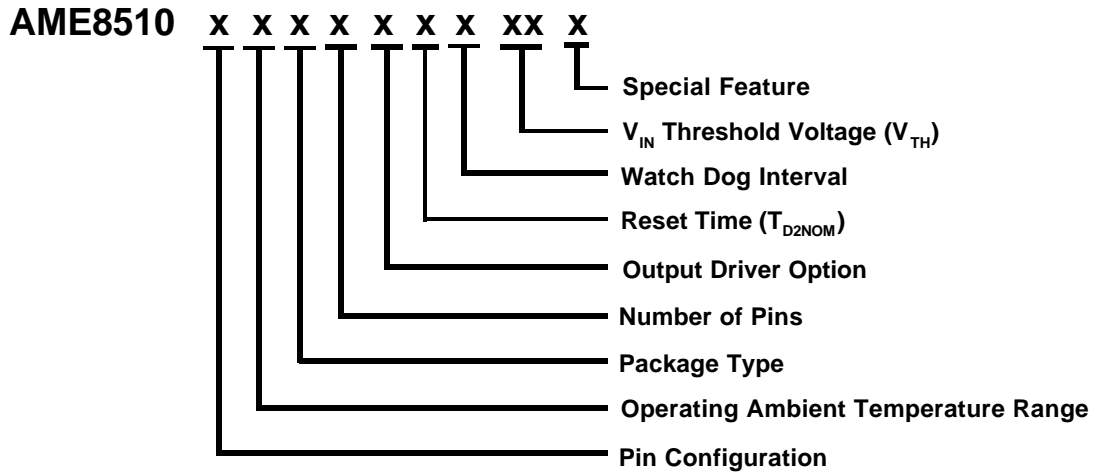 AME8510 x x x x x x x xx x
Special Feature
VIN Threshold Voltage (VTH)
Watch Dog Interval
Reset Time (TD2NOM)
Output Driver Option
Number of Pins
Package Type
Operating Ambient Temperature Range
Pin Configuration